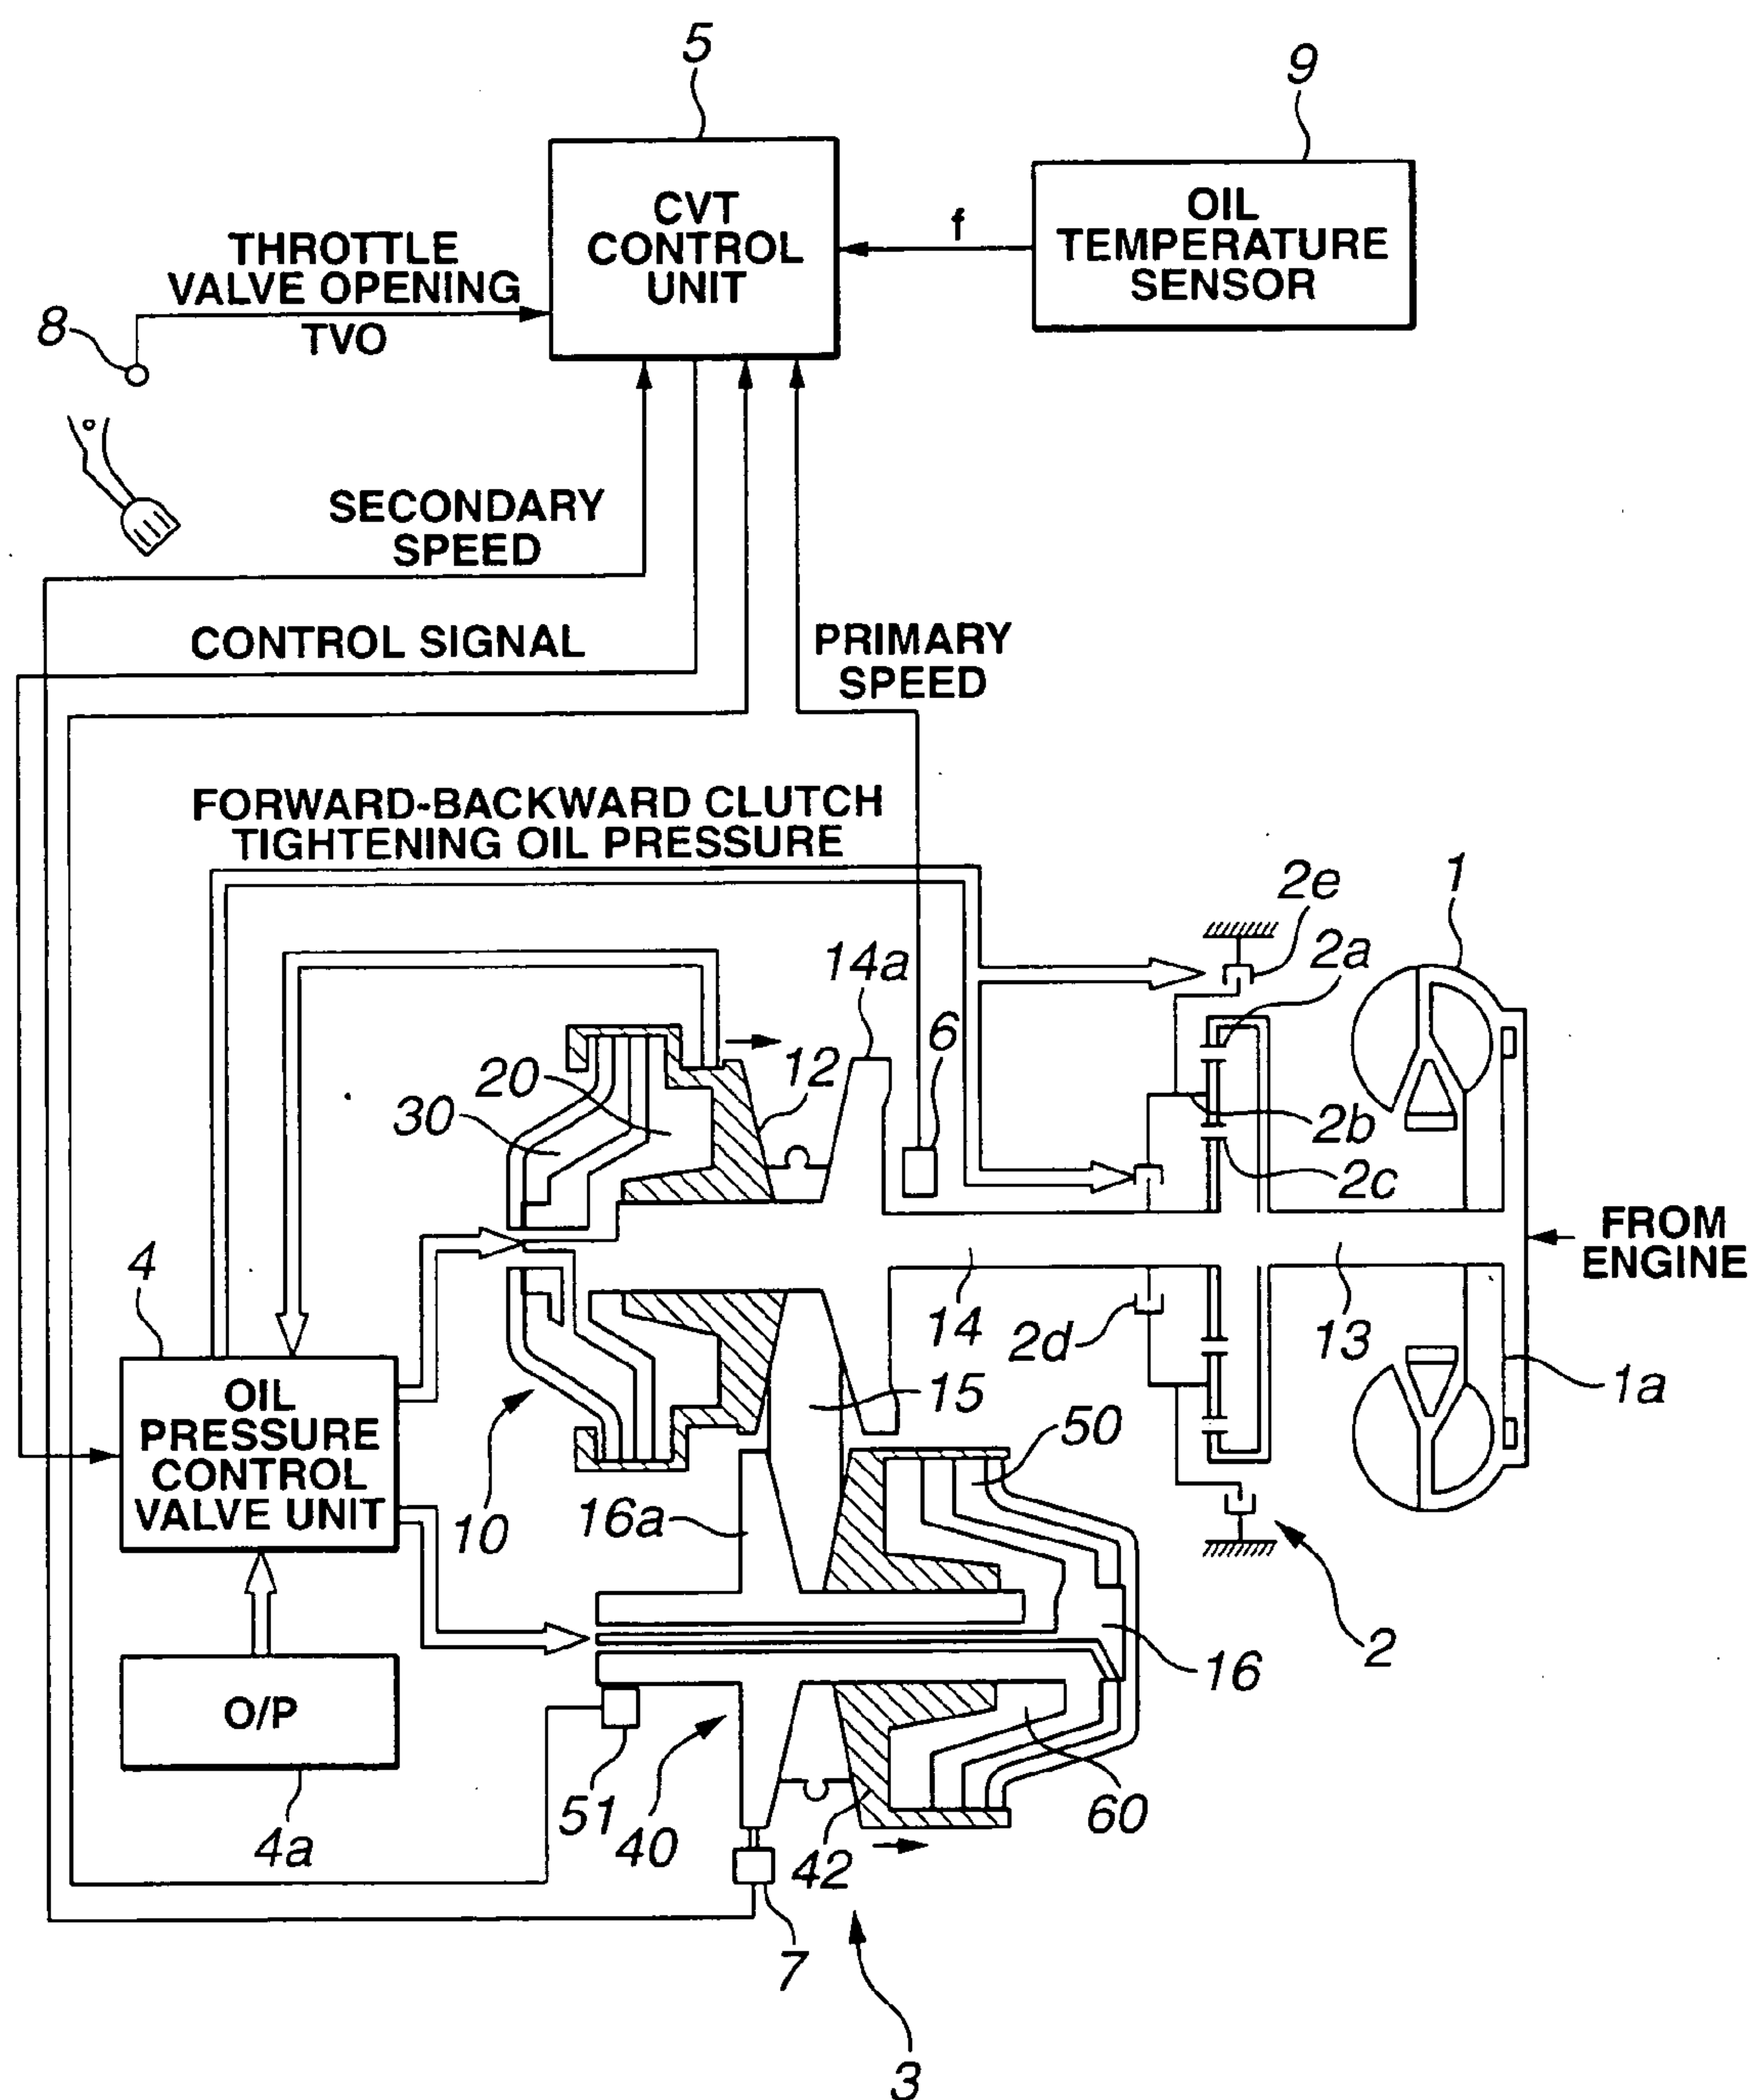 5
9
CVT
CONTROL
UNIT
f
OIL
TEMPERATURE
SENSOR
THROTTLE
VALVE OPENING
TVO
8
SECONDARY
SPEED
CONTROL SIGNAL
PRIMARY
SPEED
FORWARD-BACKWARD CLUTCH
TIGHTENING OIL PRESSURE
2e
1
2a
14a
6
12
20
30
2b
2c
FROM
ENGINE
4
14
2d
13
1a
15
50
OIL
PRESSURE
CONTROL
VALVE UNIT
10
16a
2
16
O/P
51
40
42
60
4a
7
3